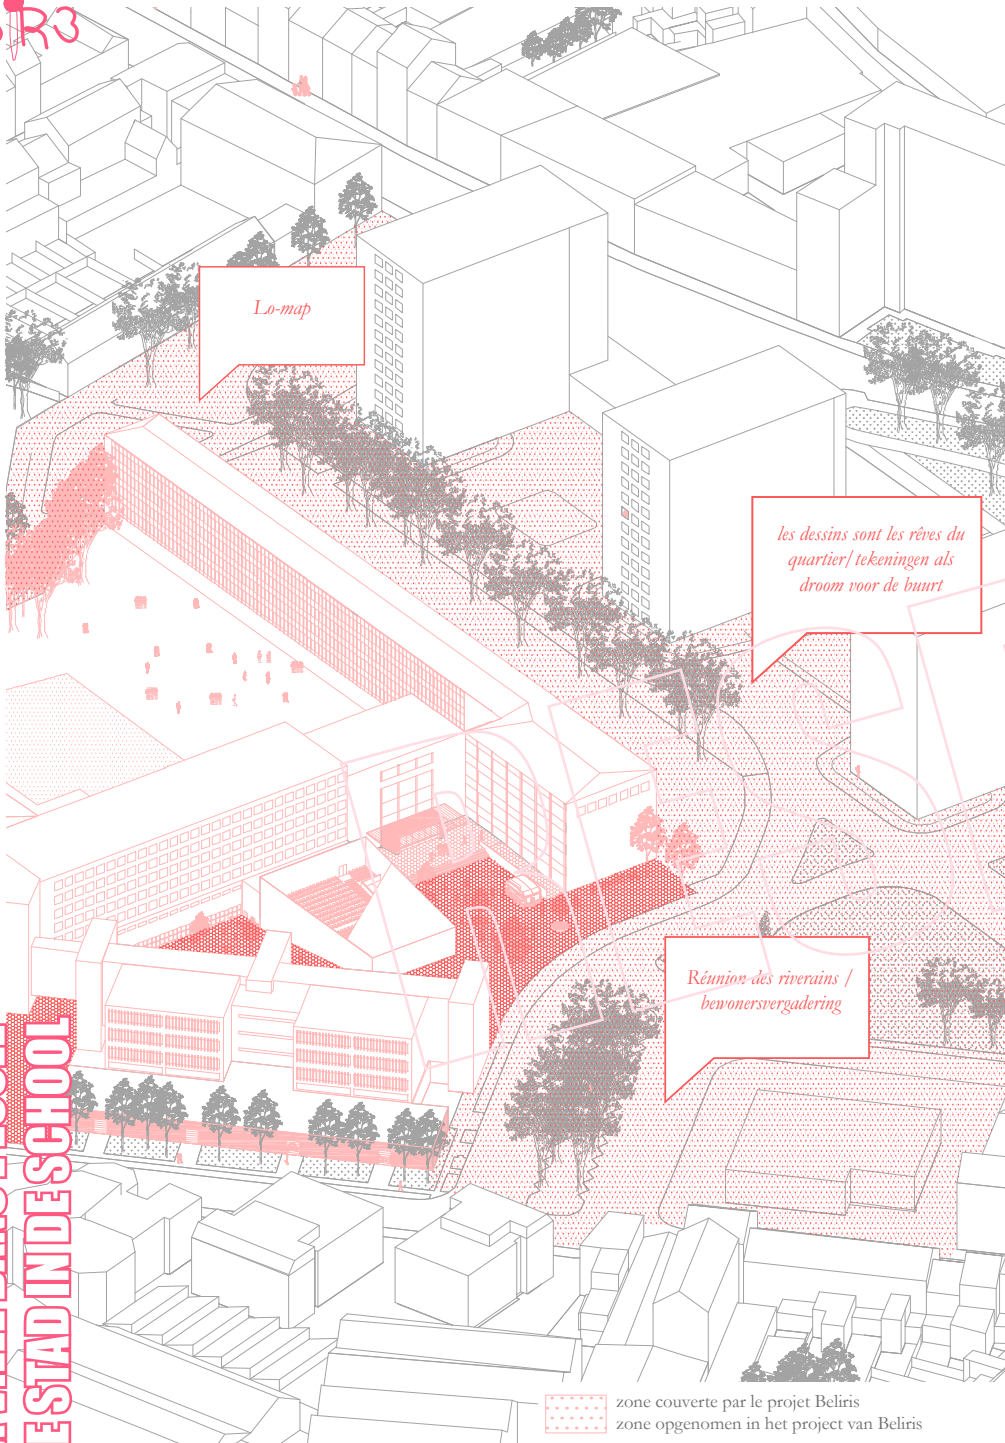 Lo-map
les dessins sont les rêves du
quartier/tekeningen als
droom voor de buurt
Réunion des riverains /
bewonersvergadering
ESTAD IN DE SCHOOL
zone couverte par le projet Beliris
zone opgenomen in het project van Beliris